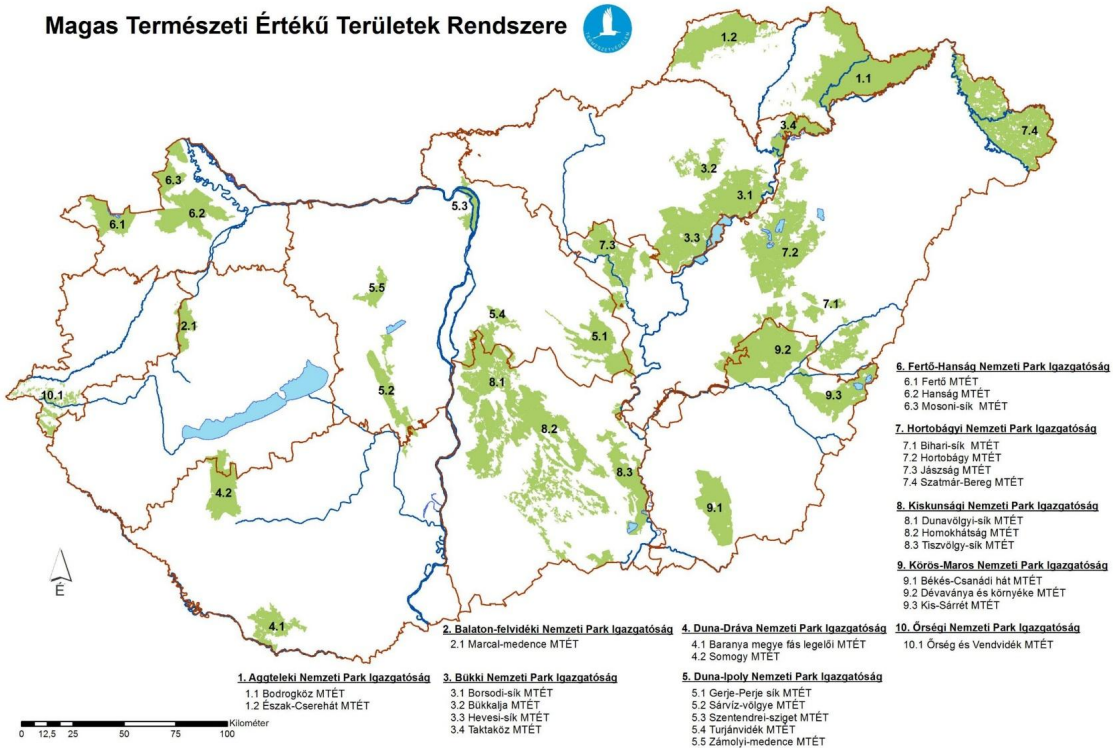 Magas Természeti Értékű Területek Rendszere
1.2
1.1
7.4
3.4
3.2
3.1
6.3
6.2
6.1
5.3
3.3
7.3
7.2
5.5
5.4
5.1
7.1
2.1
9.2
9.3
10.1
5.2
8.1
8.2
8.3
4.2
9.1
4.1
É
0 12,5 25 50 75 100
Kilométer
1. Aggteleki Nemzeti Park Igazgatóság
1.1 Bodrogköz MTÉT
1.2 Észak-Cserehát MTÉT
2. Balaton-felvidéki Nemzeti Park Igazgatóság
2.1 Marcal-medence MTÉT
3. Bükki Nemzeti Park Igazgatóság
3.1 Borsodi-sík MTÉT
3.2 Bükkalja MTÉT
3.3 Hevesi-sík MTÉT
3.4 Taktaköz MTÉT
4. Duna-Dráva Nemzeti Park Igazgatóság
4.1 Baranya megye fás legelői MTÉT
4.2 Somogy MTÉT
5. Duna-Ipoly Nemzeti Park Igazgatóság
5.1 Gerje-Perje sík MTÉT
5.2 Sárvíz-völgye MTÉT
5.3 Szentendrei-sziget MTÉT
5.4 Turjánvidék MTÉT
5.5 Zámolyi-medence MTÉT
6. Fertő-Hanság Nemzeti Park Igazgatóság
6.1 Fertő MTÉT
6.2 Hanság MTÉT
6.3 Mosoni-sík MTÉT
7. Hortobágyi Nemzeti Park Igazgatóság
7.1 Bihari-sík MTÉT
7.2 Hortobágy MTÉT
7.3 Jászság MTÉT
7.4 Szatmár-Bereg MTÉT
8. Kiskunsági Nemzeti Park Igazgatóság
8.1 Dunavölgyi-sík MTÉT
8.2 Homokhátság MTÉT
8.3 Tiszvölgy-sík MTÉT
9. Körös-Maros Nemzeti Park Igazgatóság
9.1 Békés-Csanádi hát MTÉT
9.2 Dévaványa és környéke MTÉT
9.3 Kis-Sárrét MTÉT
10. Őrségi Nemzeti Park Igazgatóság
10.1 Őrség és Vendvidék MTÉT